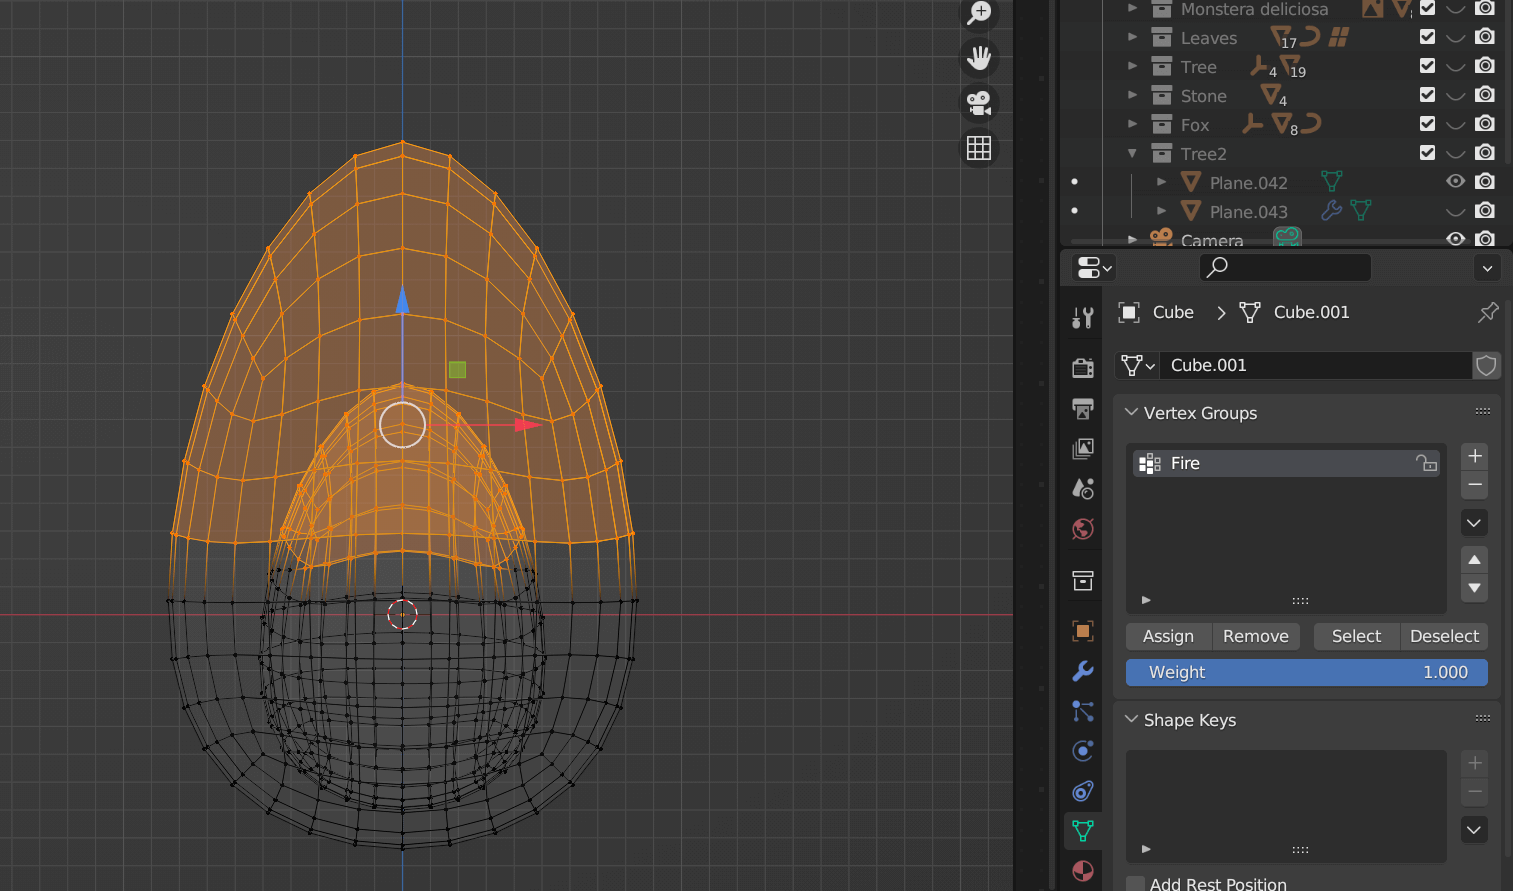 Monstera deliciosa
Leaves 17
Tree 4 19
Stone 4
Fox 8
Tree2
Plane.042
Plane.043
Camera
Cube Cube.001
Cube.001
Vertex Groups
Fire
Assign Remove Select Deselect
Weight 1.000
Shape Keys
Add Rest Position